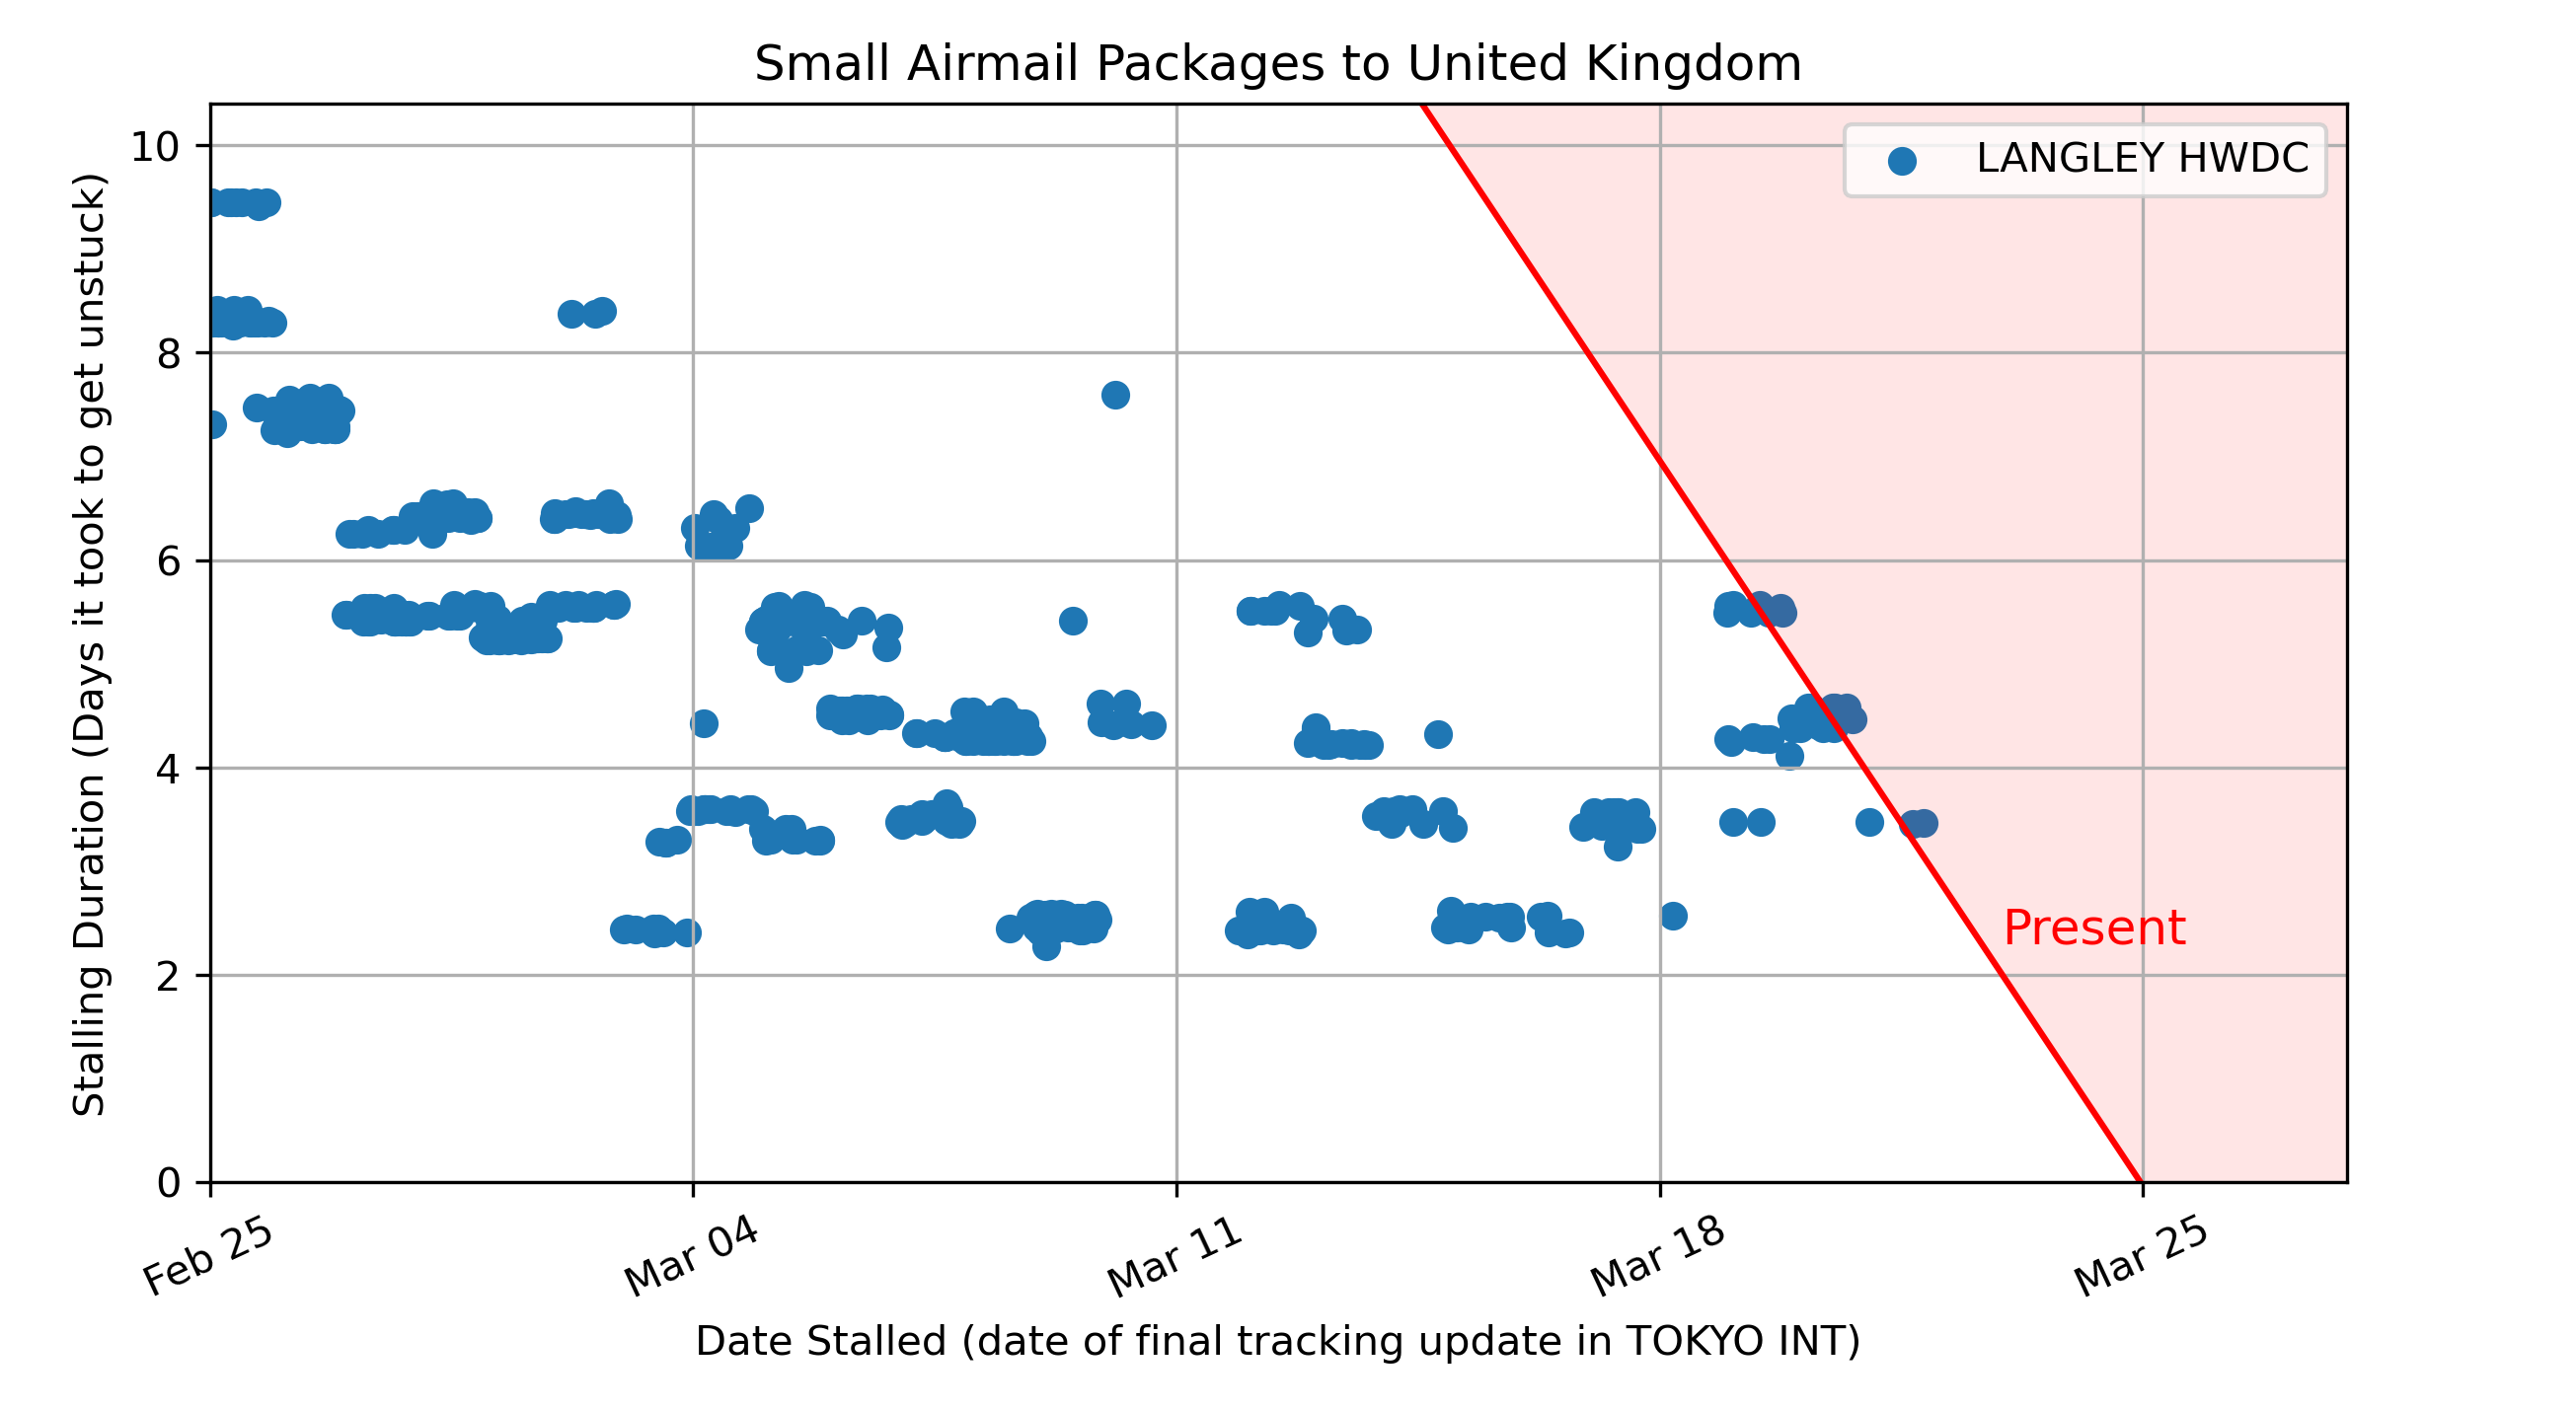 Small Airmail Packages to United Kingdom
LANGLEY HWDC
Stalling Duration (Days it took to get unstuck)
10
8
6
4
2
0
Present
Feb 25
Mar 04
Mar 11
Mar 18
Mar 25
Date Stalled (date of final tracking update in TOKYO INT)